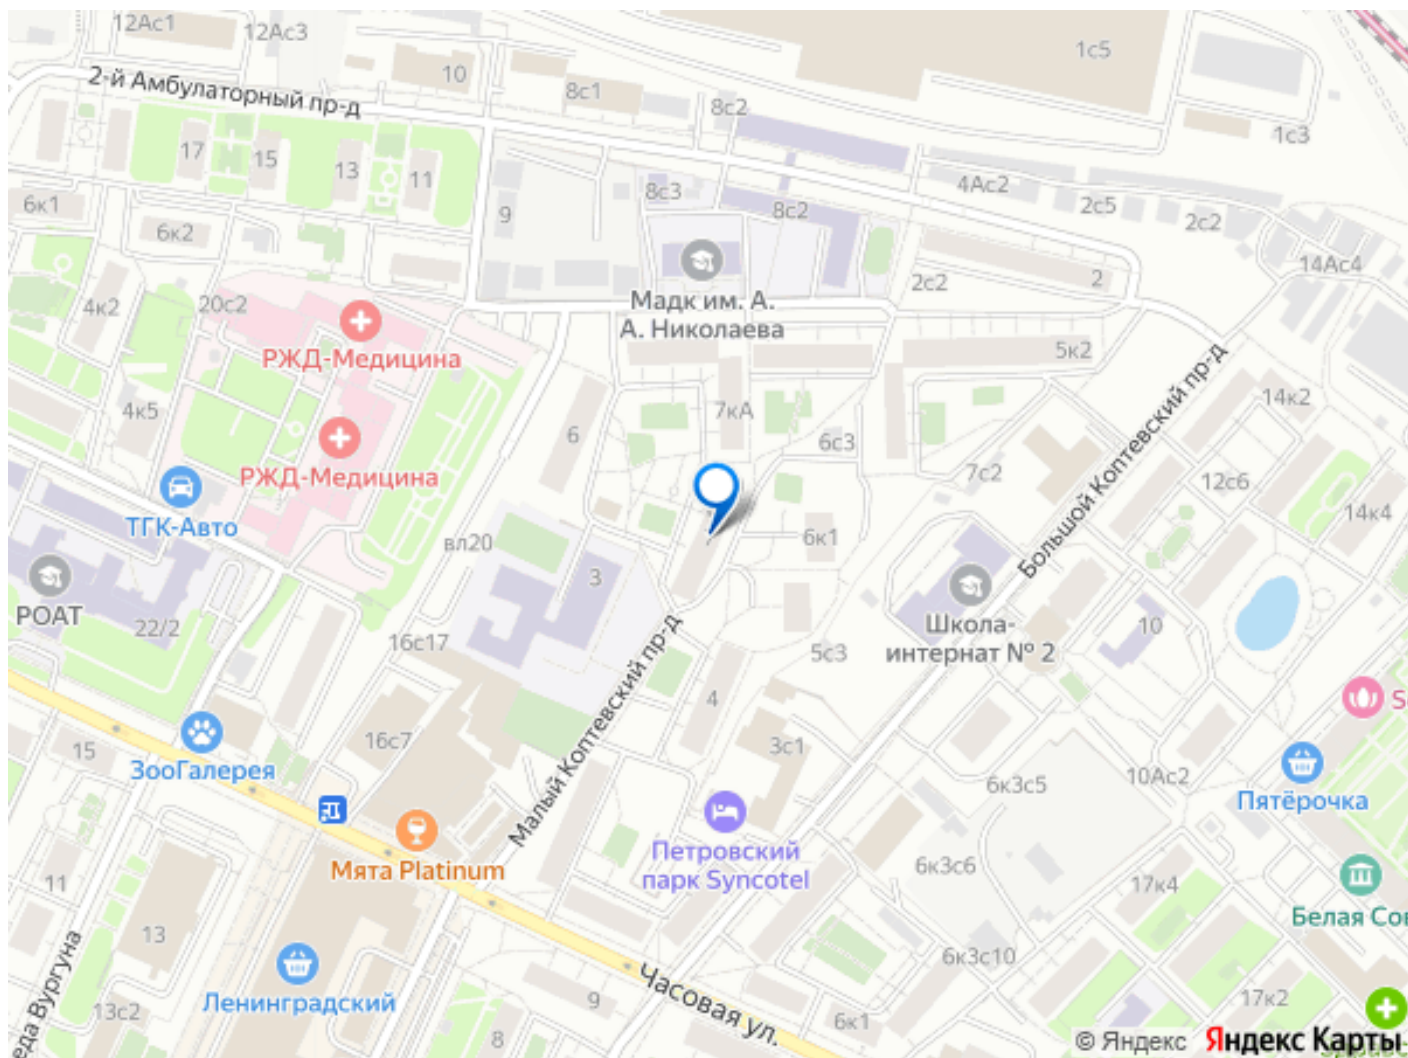 12Ас1
12Ас3
10
1с5
2-й Амбулаторный пр-д
8с1
8с2
1с3
17
15
13
11
4Ас2
8с3
8с2
2с5
2с2
6к1
6к2
9
14Ас4
4к2
20с2
2с2
2
Мадк им. А.
А. Николаева
РЖД-Медицина
5к2
4к5
7кА
14к2
6
6с3
РЖД-Медицина
7с2
12с6
14к4
ТГК-Авто
вл20
6к1
Большой Коптевский пр-д
3
РОАТ
22/2
16с17
Школа-
интернат № 2
10
5с3
Малый Коптевский пр-д
4
15
16с7
3с1
ЗооГалерея
6к3с5
10Ас2
Пятёрочка
Мята Platinum
Петровский
парк Syncotel
6к3с6
17к4
11
Белая Сов
13
6к3с10
Ленинградский
13с2
9
Часовая ул.
17к2
еда Вургуна
8
6к1
© Яндекс Яндекс Карты